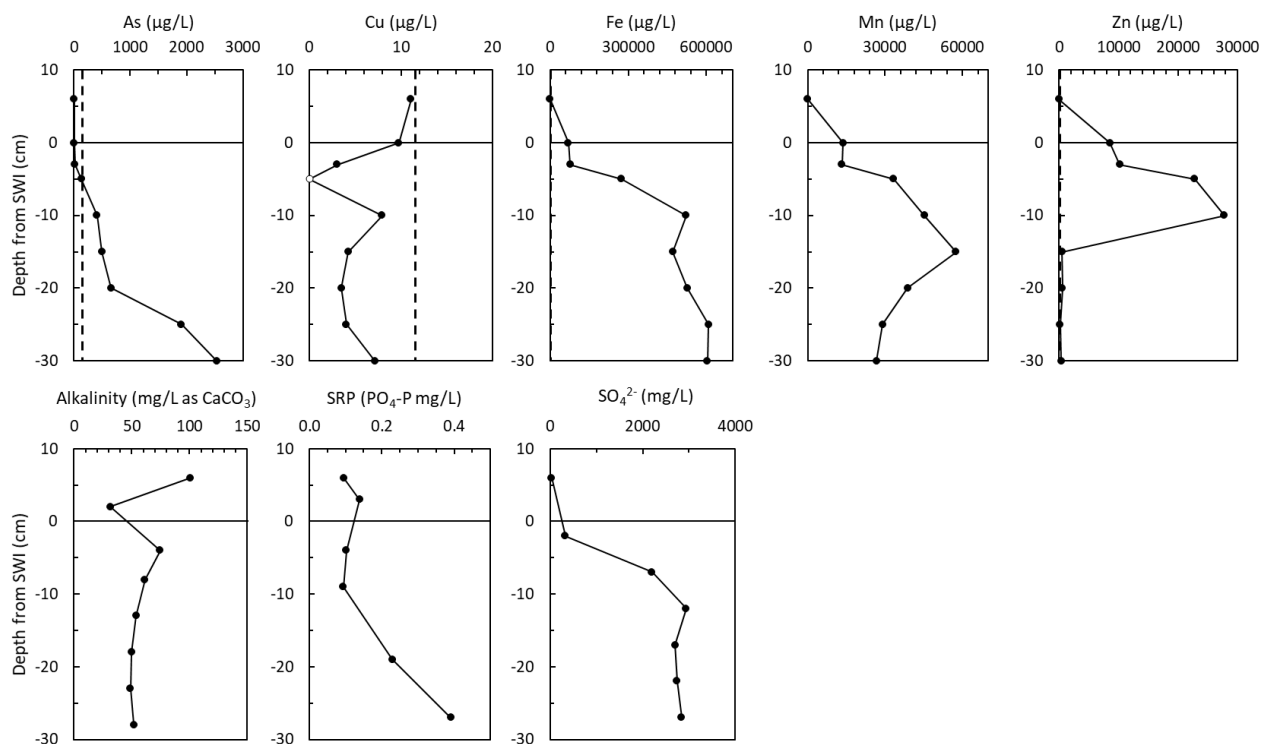 As (µg/L) Cu (µg/L) Fe (µg/L) Mn (µg/L) Zn (µg/L)
0 1000 2000 3000 0 10 20 0 300000 600000 0 30000 60000 0 10000 20000 30000
10 10 10 10 10
0 0 0 0 0
-10 -10 -10 -10 -10
-20 -20 -20 -20 -20
-30 -30 -30 -30 -30
Depth from SWI (cm)
Alkalinity (mg/L as CaCO₃) SRP (PO₄-P mg/L) SO₄²⁻ (mg/L)
0 50 100 150 0.0 0.2 0.4 0 2000 4000
10 10 10
0 0 0
-10 -10 -10
-20 -20 -20
-30 -30 -30
Depth from SWI (cm)